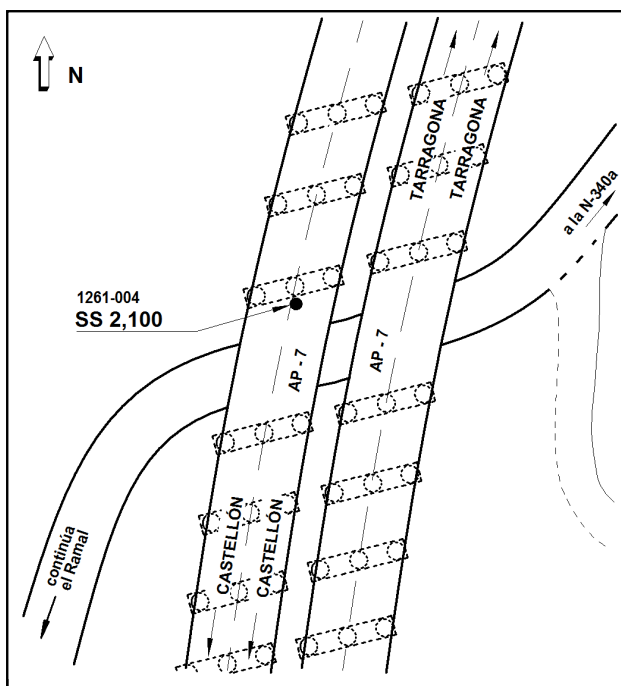 N
TARRAGONA
TARRAGONA
a la N-340a
1261-004
SS 2,100
AP - 7
AP - 7
CASTELLÓN
CASTELLÓN
continúa
el Ramal